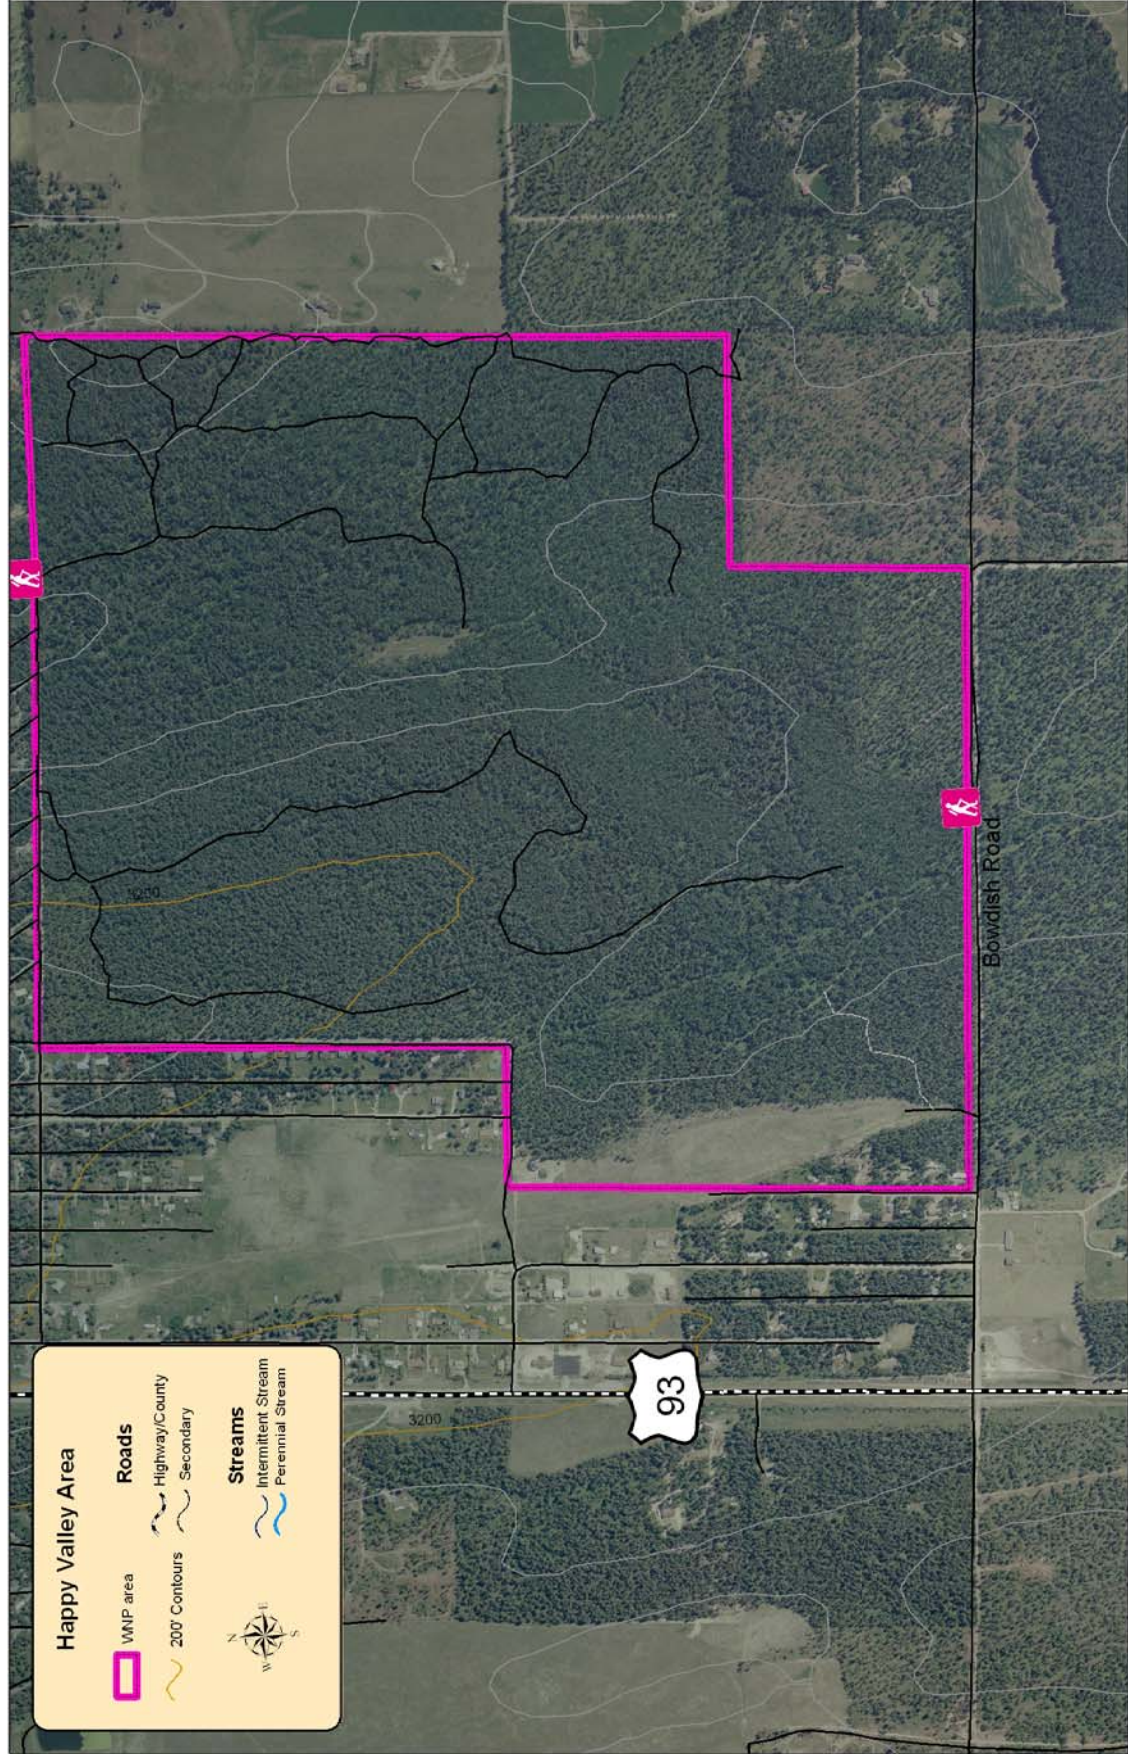 Happy Valley Area
WNP area
200' Contours
Roads
Highway/County
Secondary
Streams
Intermittent Stream
Perennial Stream
N
W
E
S
3200
3200
93
Bowdish Road